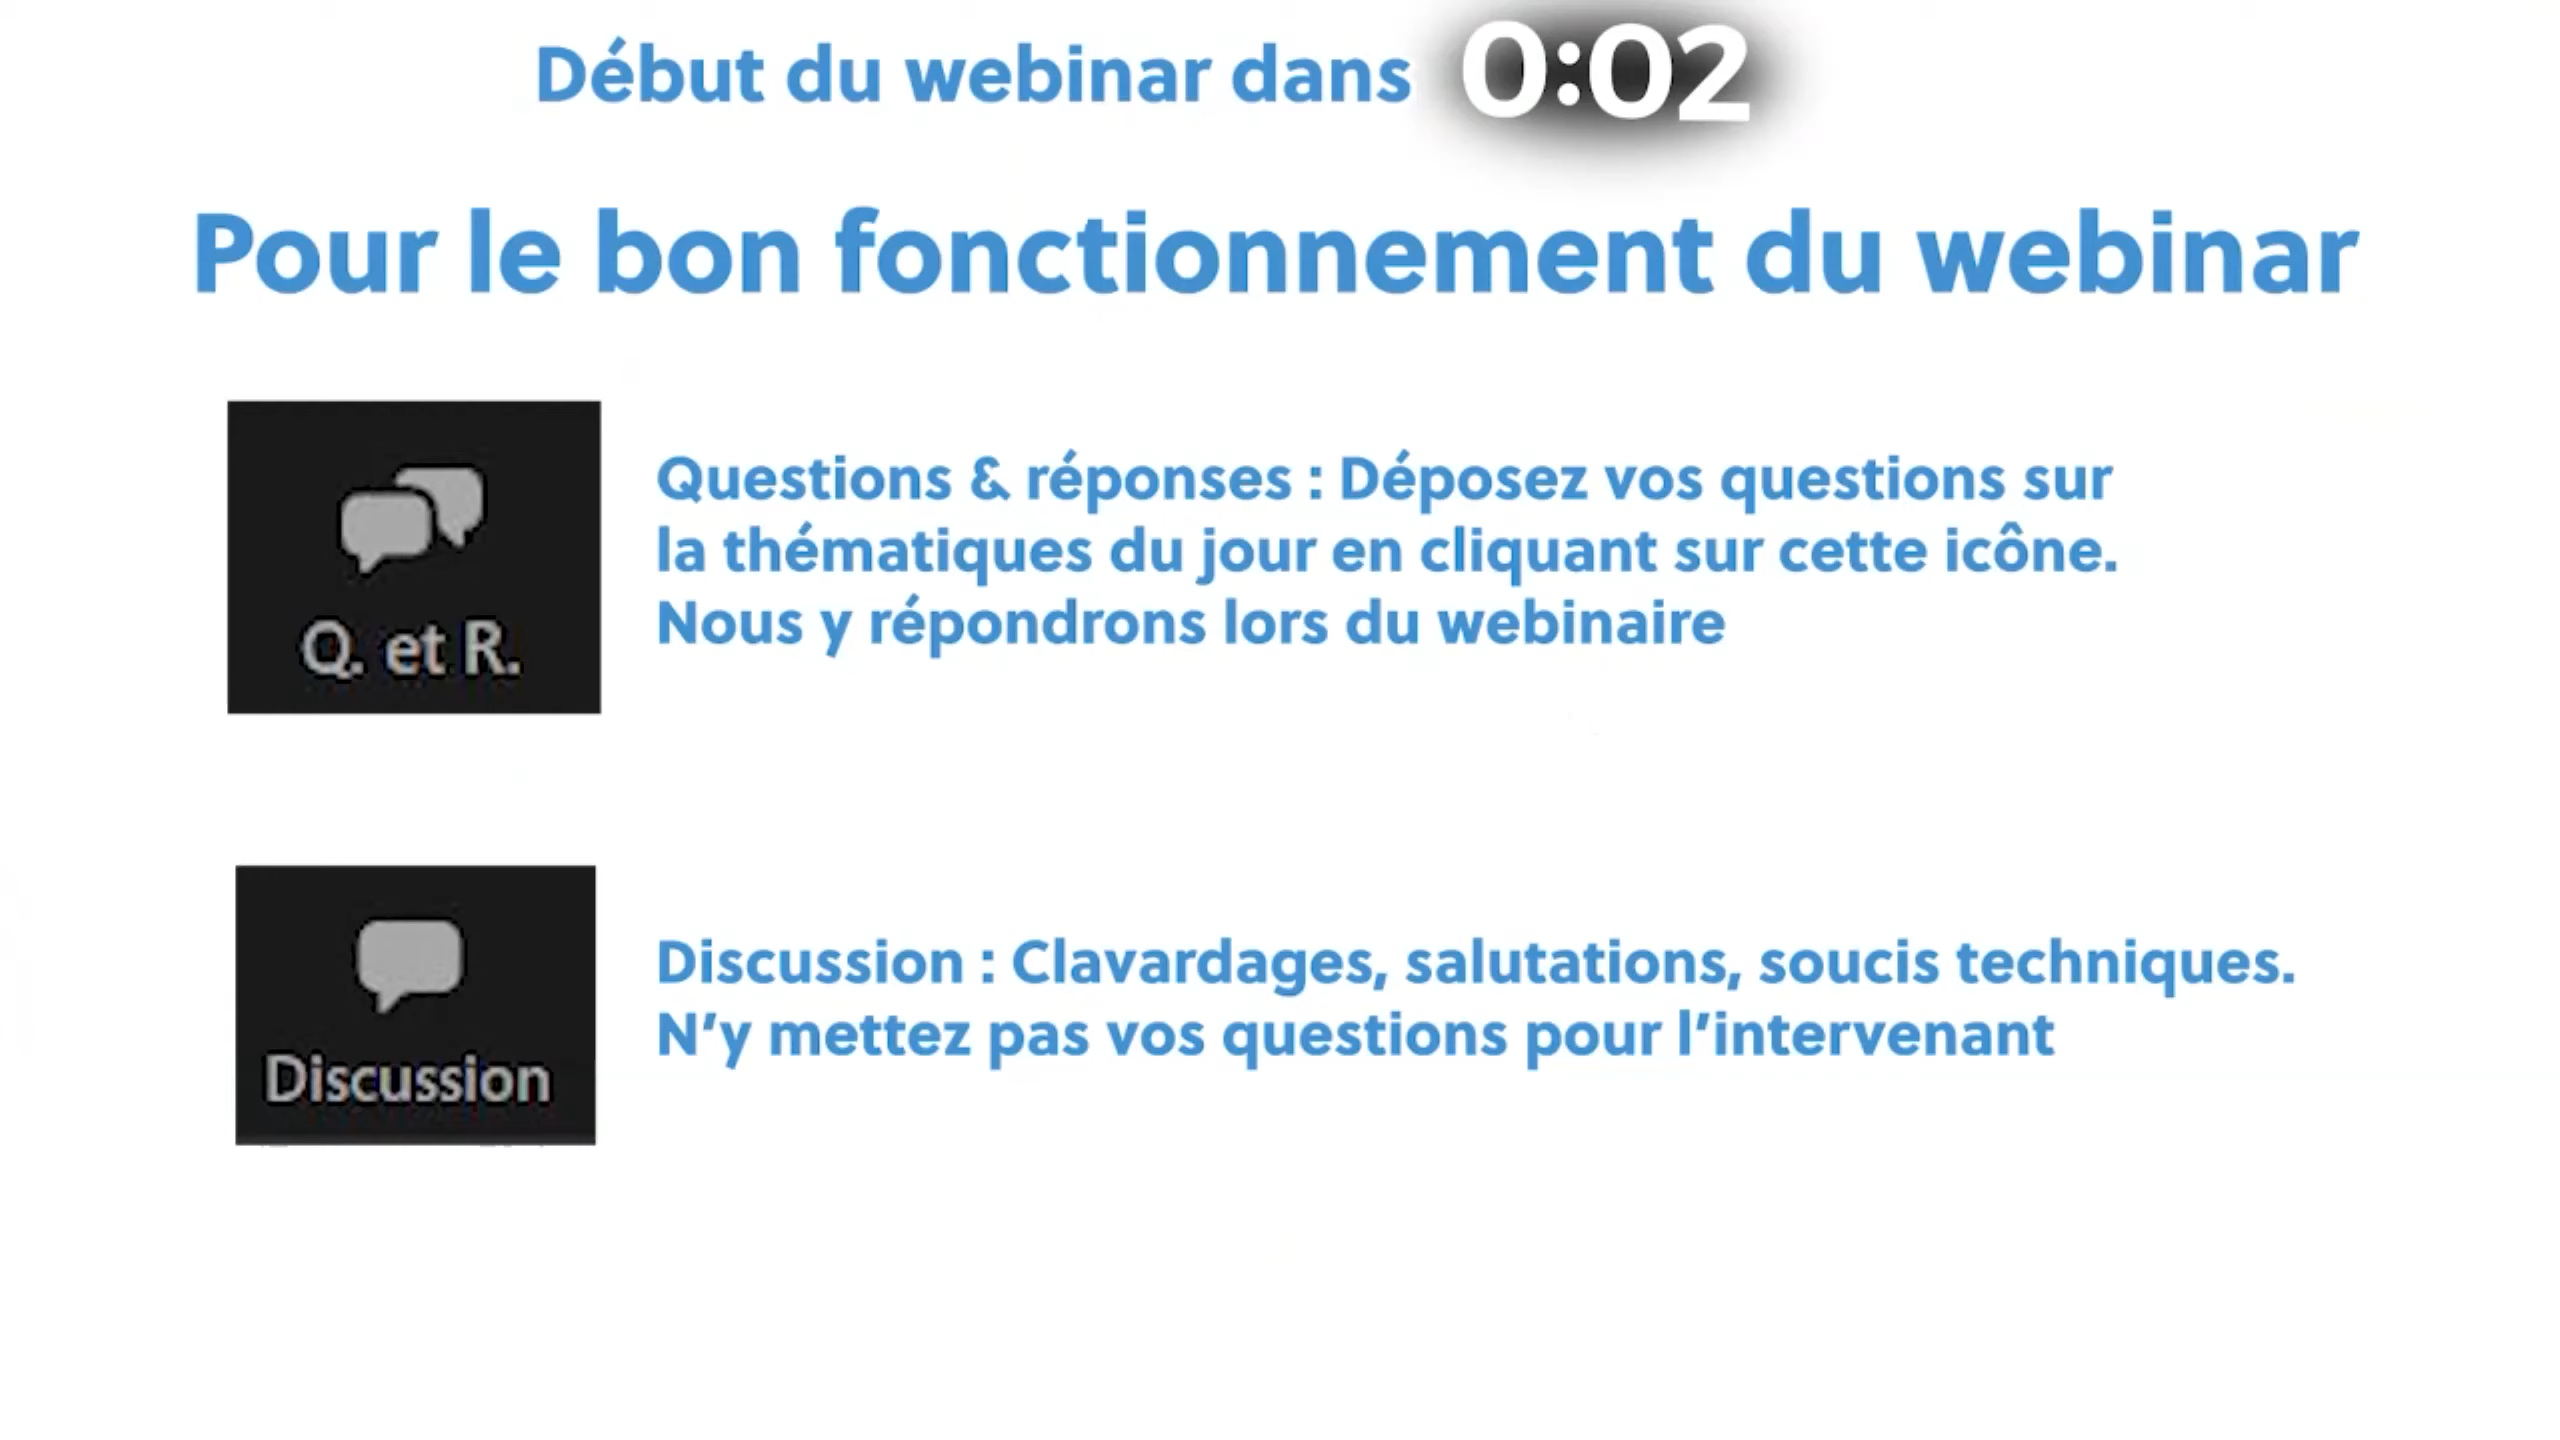 Début du webinar dans 0:02
Pour le bon fonctionnement du webinar
Q. et R.
Questions & réponses : Déposez vos questions sur
la thématiques du jour en cliquant sur cette icône.
Nous y répondrons lors du webinaire
Discussion
Discussion : Clavardages, salutations, soucis techniques.
N’y mettez pas vos questions pour l’intervenant